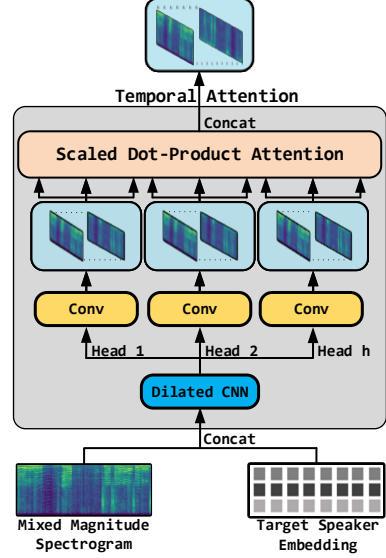 Temporal Attention
Concat
Scaled Dot-Product Attention
Conv Conv Conv
Head 1 Head 2 Head h
Dilated CNN
Concat
Mixed Magnitude
Spectrogram
Target Speaker
Embedding